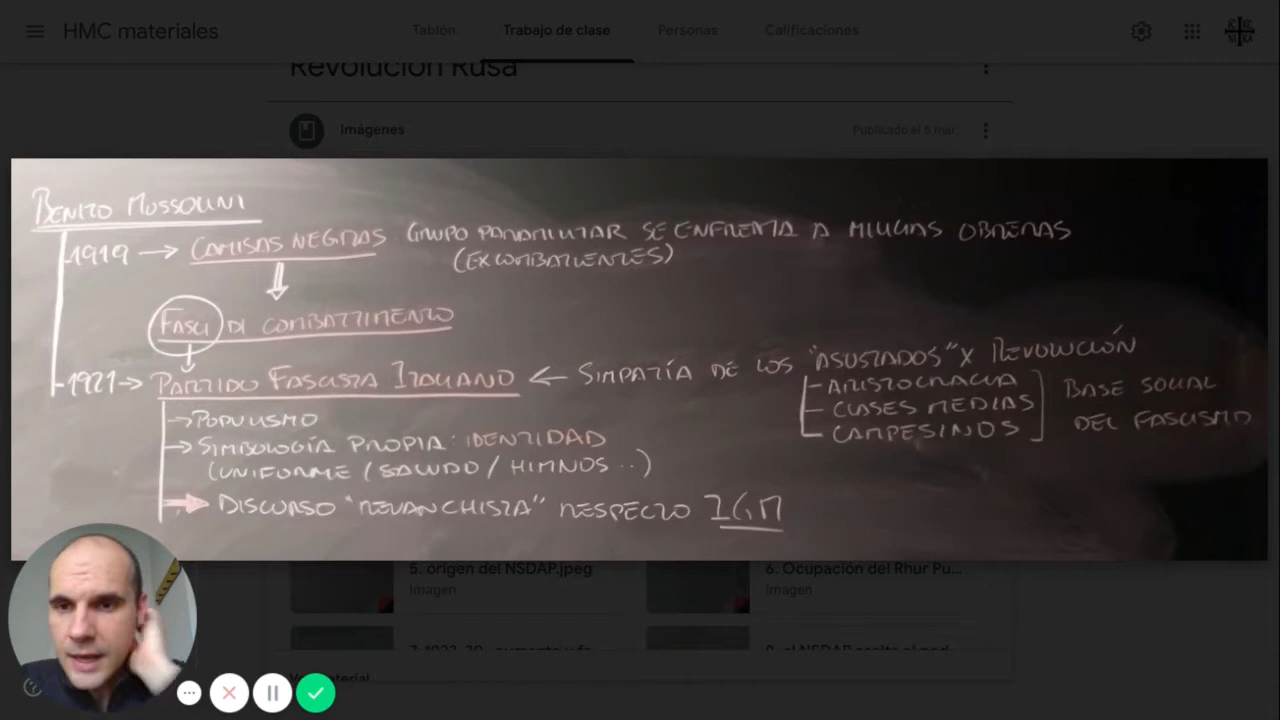 HMC materiales
Tablón
Trabajo de clase
Personas
Calificaciones
Revolución Rusa
Imágenes
Publicado el 5 mar
BENITO MUSSOLINI
1919 → CAMISAS NEGRAS GRUPO PARAMILITAR SE ENFRENTA A MILICIAS OBRERAS
(EXCOMBATIENTES)
FASCI DI COMBATTIMENTO
1921 → PARTIDO FASCISTA ITALIANO ← SIMPATÍA DE LOS "ASUSTADOS" X REVOLUCIÓN
- ARISTOCRACIA
- CLASES MEDIAS
- CAMPESINOS
BASE SOCIAL
DEL FASCISMO
→ POPULISMO
→ SIMBOLOGÍA PROPIA: IDENTIDAD
(UNIFORME / SALUDO / HIMNOS ..)
→ DISCURSO "REVANCHISTA" RESPECTO IGM
5. origen del NSDAP.jpeg
Imagen
6. Ocupación del Rhur Pu...
Imagen